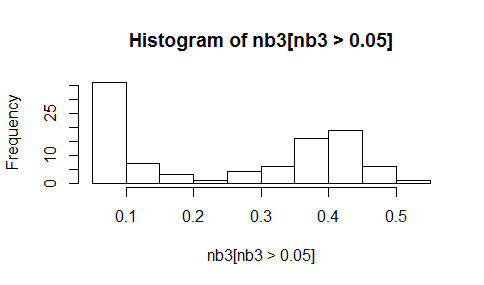 Histogram of nb3[nb3 > 0.05]
Frequency
25
10
0
0.1 0.2 0.3 0.4 0.5
nb3[nb3 > 0.05]